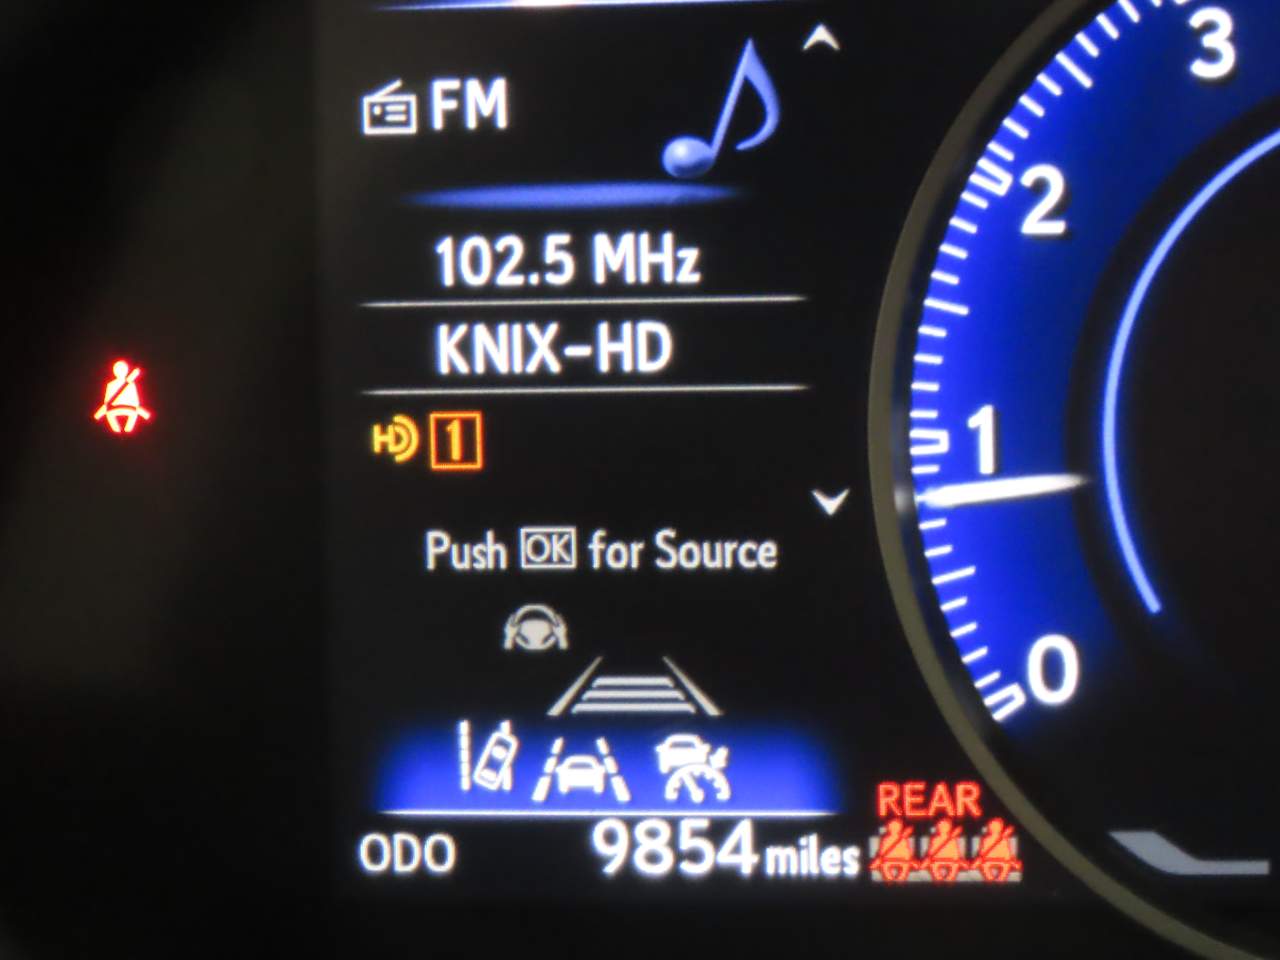 FM
102.5 MHz
KNIX-HD
HD 1
Push OK for Source
ODO 9854 miles
REAR
3
2
1
0